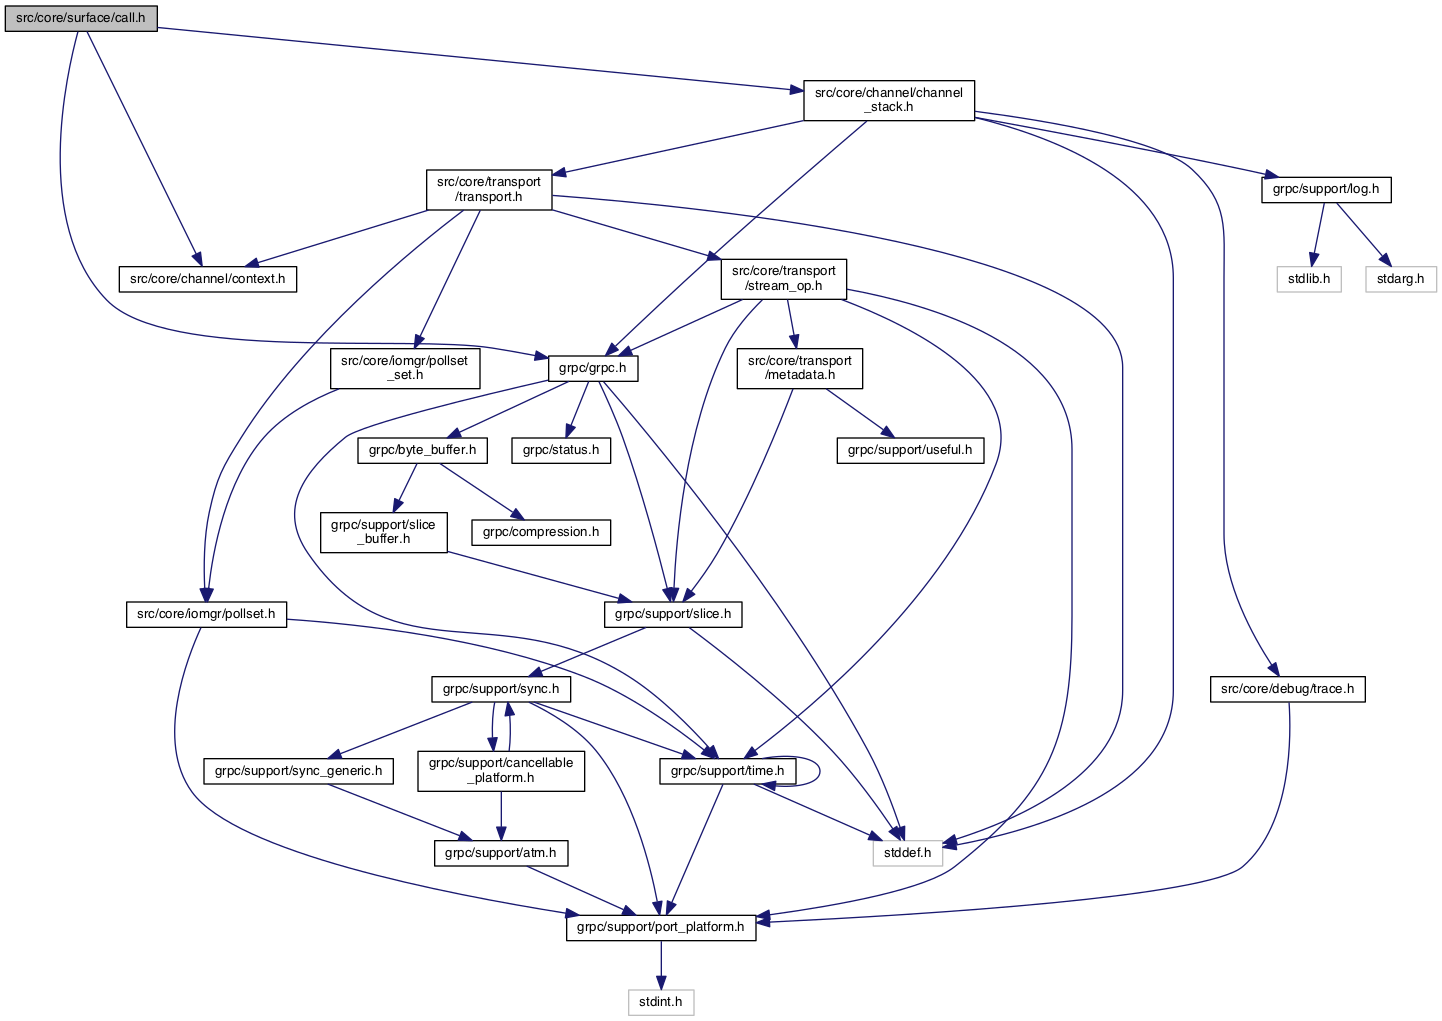 src/core/surface/call.h
src/core/channel/channel
_stack.h
src/core/transport
/transport.h
grpc/support/log.h
src/core/channel/context.h
src/core/transport
/stream_op.h
stdlib.h
stdarg.h
src/core/iomgr/pollset
_set.h
grpc/grpc.h
src/core/transport
/metadata.h
grpc/byte_buffer.h
grpc/status.h
grpc/support/useful.h
grpc/support/slice
_buffer.h
grpc/compression.h
src/core/iomgr/pollset.h
grpc/support/slice.h
grpc/support/sync.h
src/core/debug/trace.h
grpc/support/sync_generic.h
grpc/support/cancellable
_platform.h
grpc/support/time.h
grpc/support/atm.h
stddef.h
grpc/support/port_platform.h
stdint.h